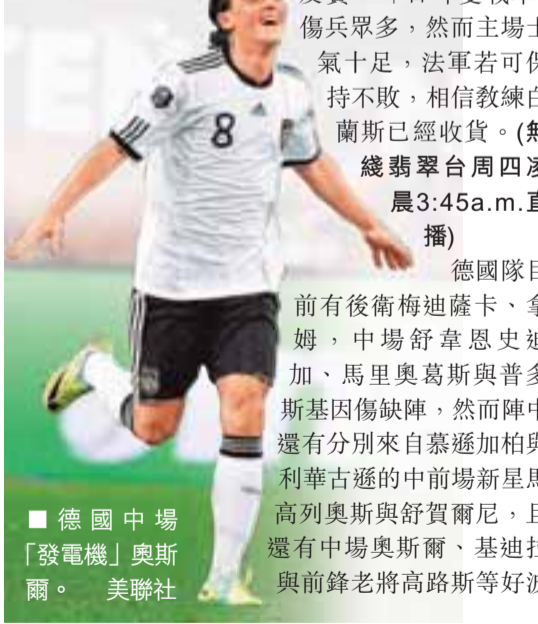 傷兵眾多，然而主場士
氣十足，法軍若可保
持不敗，相信教練白
蘭斯已經收貨。(無
綫翡翠台周四凌
晨3:45a.m.直
播)
德國隊目
前有後衛梅迪薩卡、拿
姆，中場舒韋恩史迪
加、馬里奧葛斯與普多
斯基因傷缺陣，然而陣中
還有分別來自慕遜加柏與
利華古遜的中前場新星馬
高列奧斯與舒賀爾尼，且
還有中場奧斯爾、基迪拉
與前鋒老將高路斯等好波
8
■德國中場
「發電機」奧斯
爾。 美聯社